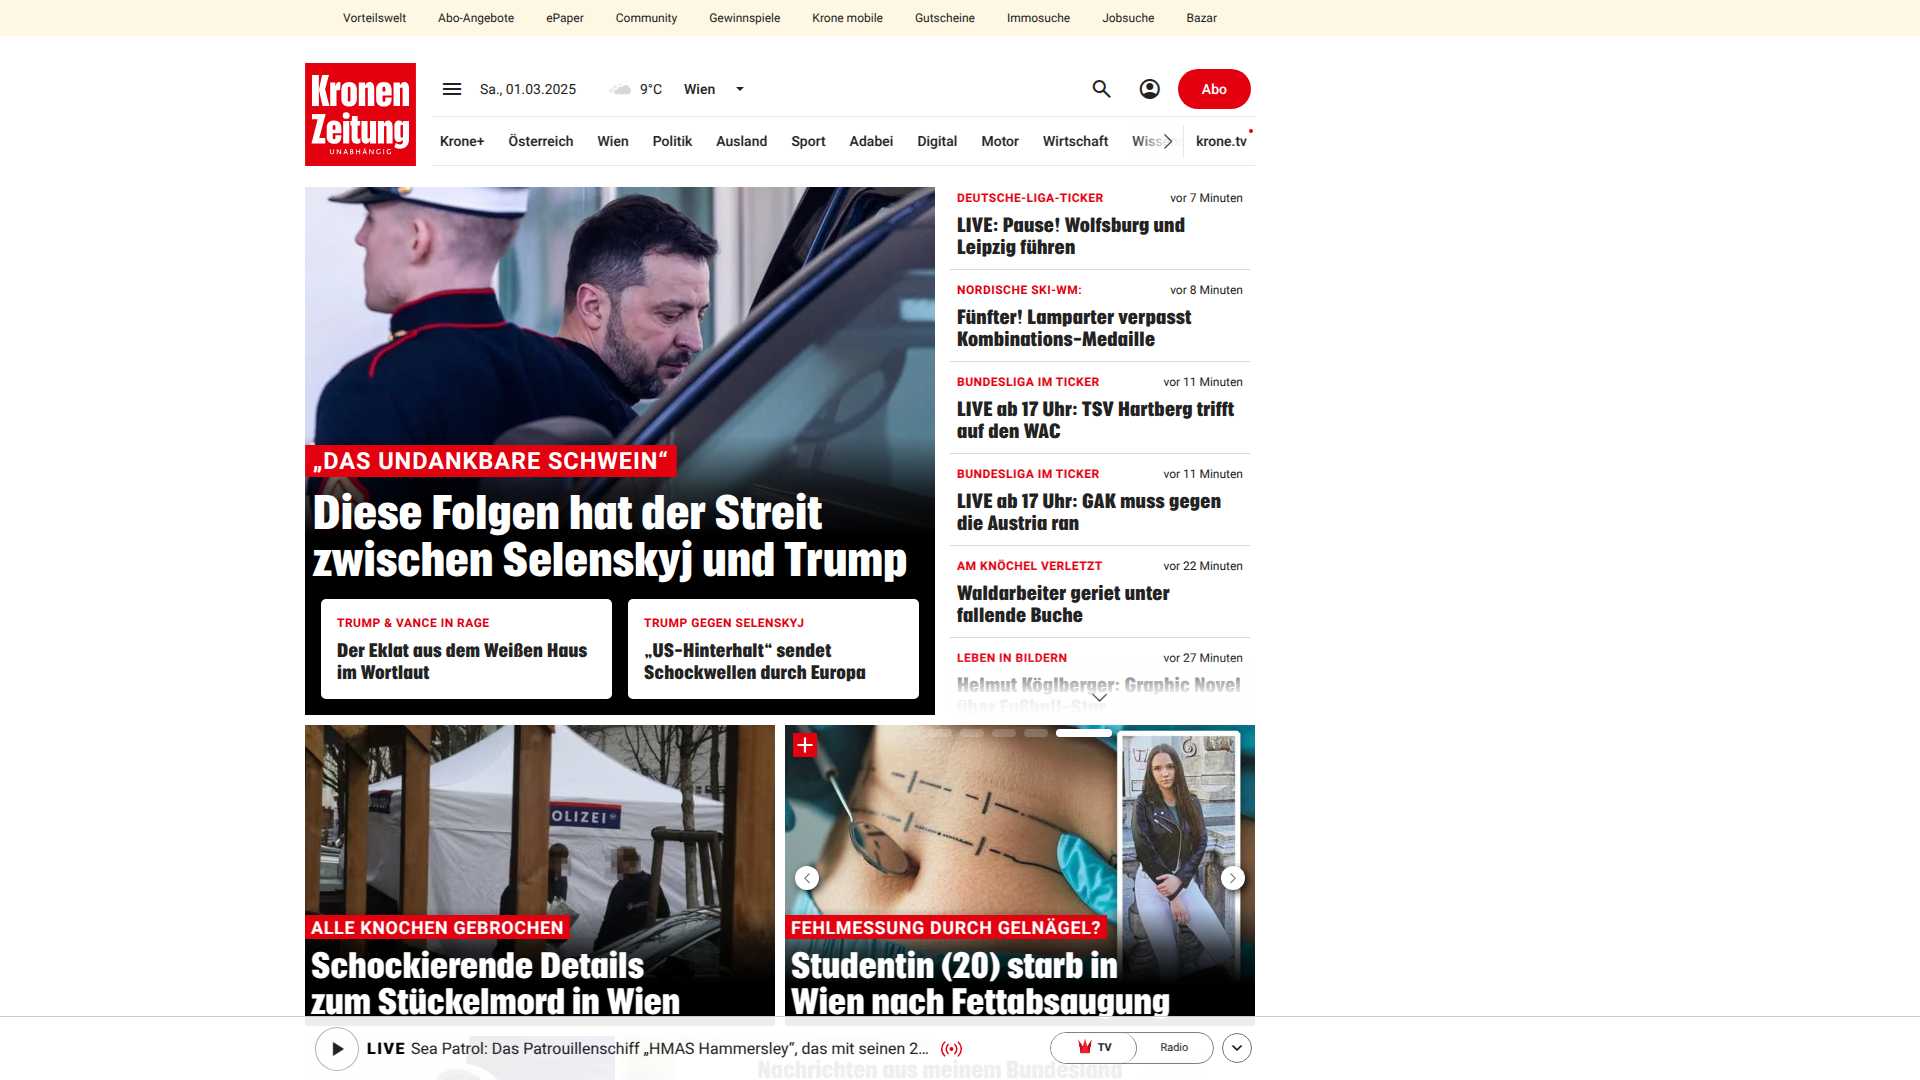 Vorteilswelt Abo-Angebote ePaper Community Gewinnspiele Krone mobile Gutscheine Immosuche Jobsuche Bazar
Kronen
Zeitung
UNABHÄNGIG
Sa., 01.03.2025 9°C Wien
Abo
Krone+ Österreich Wien Politik Ausland Sport Adabei Digital Motor Wirtschaft krone.tv
„DAS UNDANKBARE SCHWEIN“
Diese Folgen hat der Streit
zwischen Selenskyj und Trump
TRUMP & VANCE IN RAGE
Der Eklat aus dem Weißen Haus
im Wortlaut
TRUMP GEGEN SELENSKYJ
„US-Hinterhalt“ sendet
Schockwellen durch Europa
DEUTSCHE-LIGA-TICKER vor 7 Minuten
LIVE: Pause! Wolfsburg und
Leipzig führen
NORDISCHE SKI-WM: vor 8 Minuten
Fünfter! Lamparter verpasst
Kombinations-Medaille
BUNDESLIGA IM TICKER vor 11 Minuten
LIVE ab 17 Uhr: TSV Hartberg trifft
auf den WAC
BUNDESLIGA IM TICKER vor 11 Minuten
LIVE ab 17 Uhr: GAK muss gegen
die Austria ran
AM KNÖCHEL VERLETZT vor 22 Minuten
Waldarbeiter geriet unter
fallende Buche
LEBEN IN BILDERN vor 27 Minuten
Helmut Köglberger: Graphic Novel
über Fußball-Star
OLIZEI
ALLE KNOCHEN GEBROCHEN
Schockierende Details
zum Stückelmord in Wien
FEHLMESSUNG DURCH GELNÄGEL?
Studentin (20) starb in
Wien nach Fettabsaugung
LIVE Sea Patrol: Das Patrouillenschiff „HMAS Hammersley“, das mit seinen 2...
TV Radio
Nachrichten aus meinem Bundesland